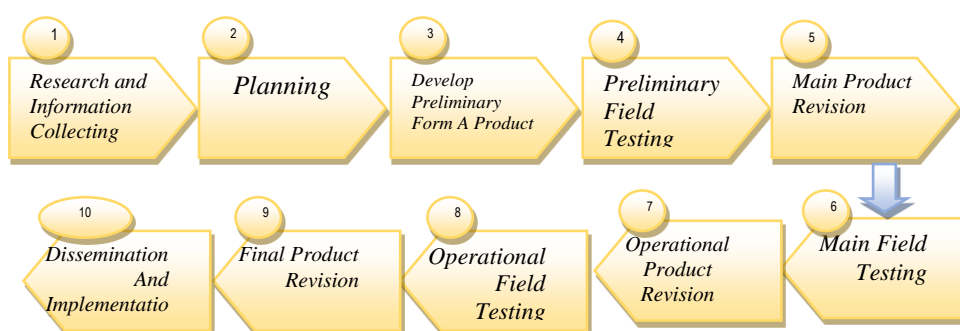 1
Research and
Information
Collecting
2
Planning
3
Develop
Preliminary
Form A Product
4
Preliminary
Field
Testing
5
Main Product
Revision
6
Main Field
Testing
7
Operational
Product
Revision
8
Operational
Field
Testing
9
Final Product
Revision
10
Dissemination
And
Implementatio